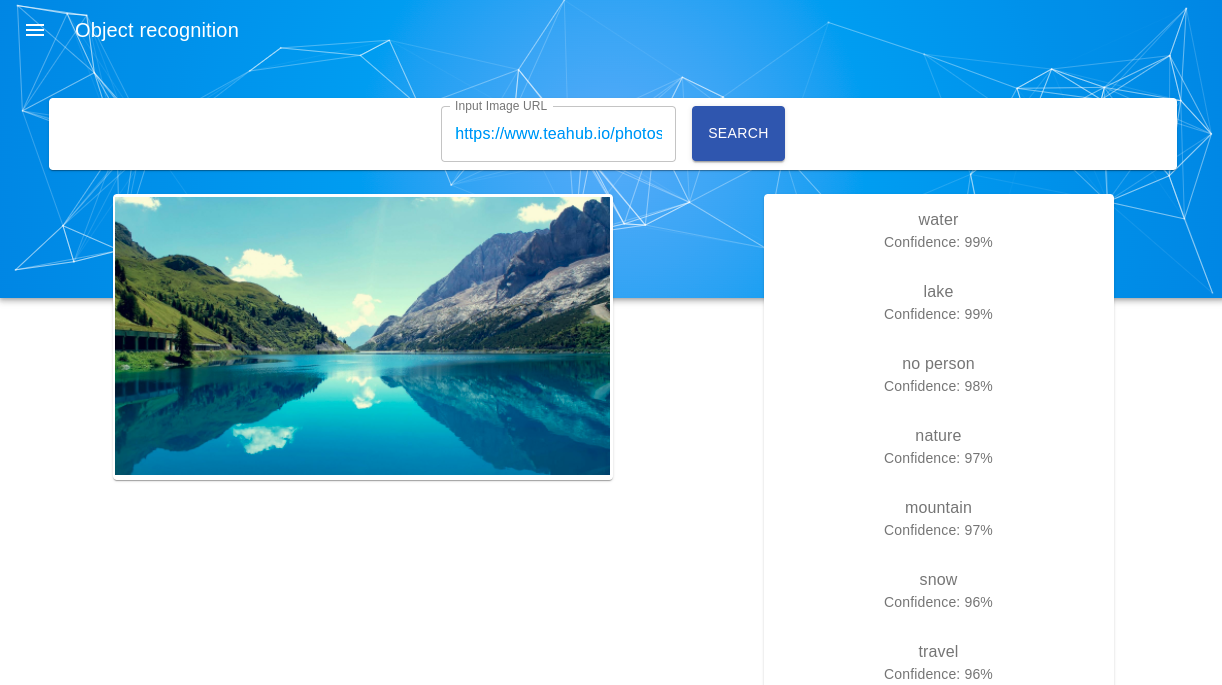 Object recognition
Input Image URL
https://www.teahub.io/photos
SEARCH
water
Confidence: 99%
lake
Confidence: 99%
no person
Confidence: 98%
nature
Confidence: 97%
mountain
Confidence: 97%
snow
Confidence: 96%
travel
Confidence: 96%